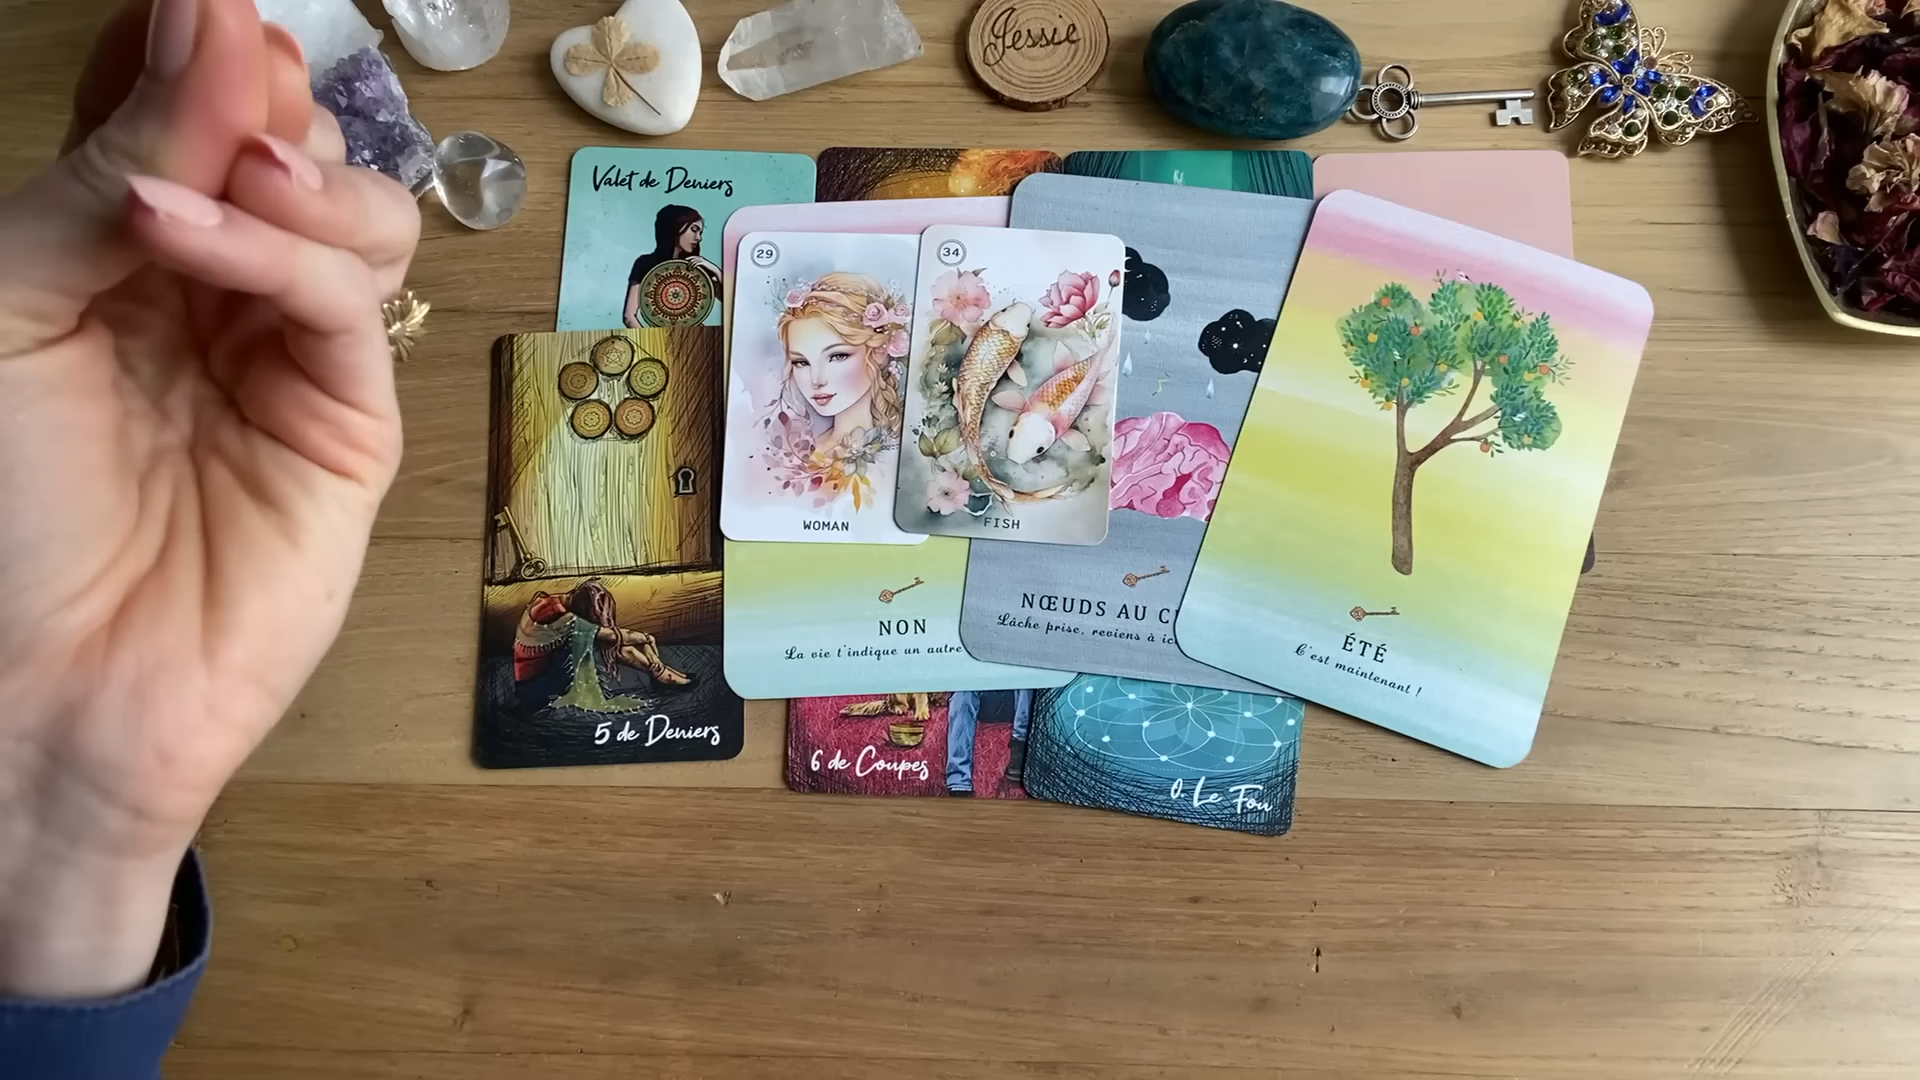 Jessie
Valet de Deniers
29
34
WOMAN
FISH
NON
La vie t'indique un autre
NŒUDS AU
Lâche prise, reviens à
ÉTÉ
C'est maintenant !
5 de Deniers
6 de Coupes
0. Le Fou